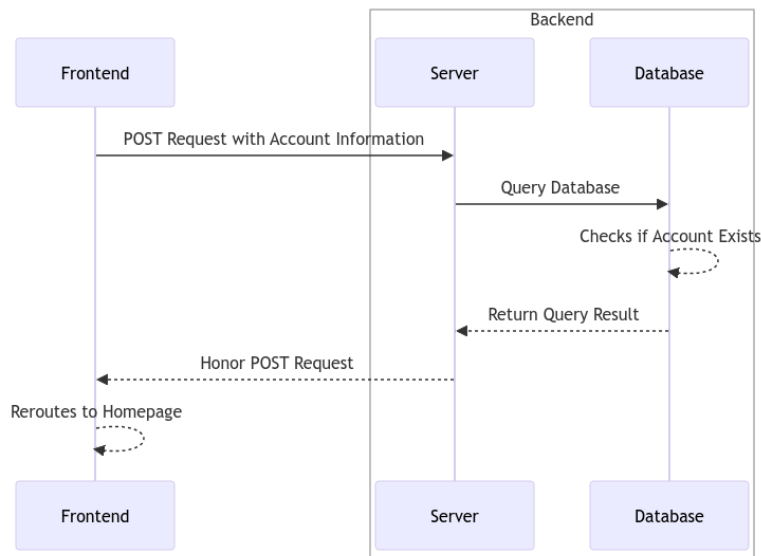 Backend
Frontend
Server
Database
POST Request with Account Information
Query Database
Checks if Account Exists
Return Query Result
Honor POST Request
Reroutes to Homepage
Frontend
Server
Database